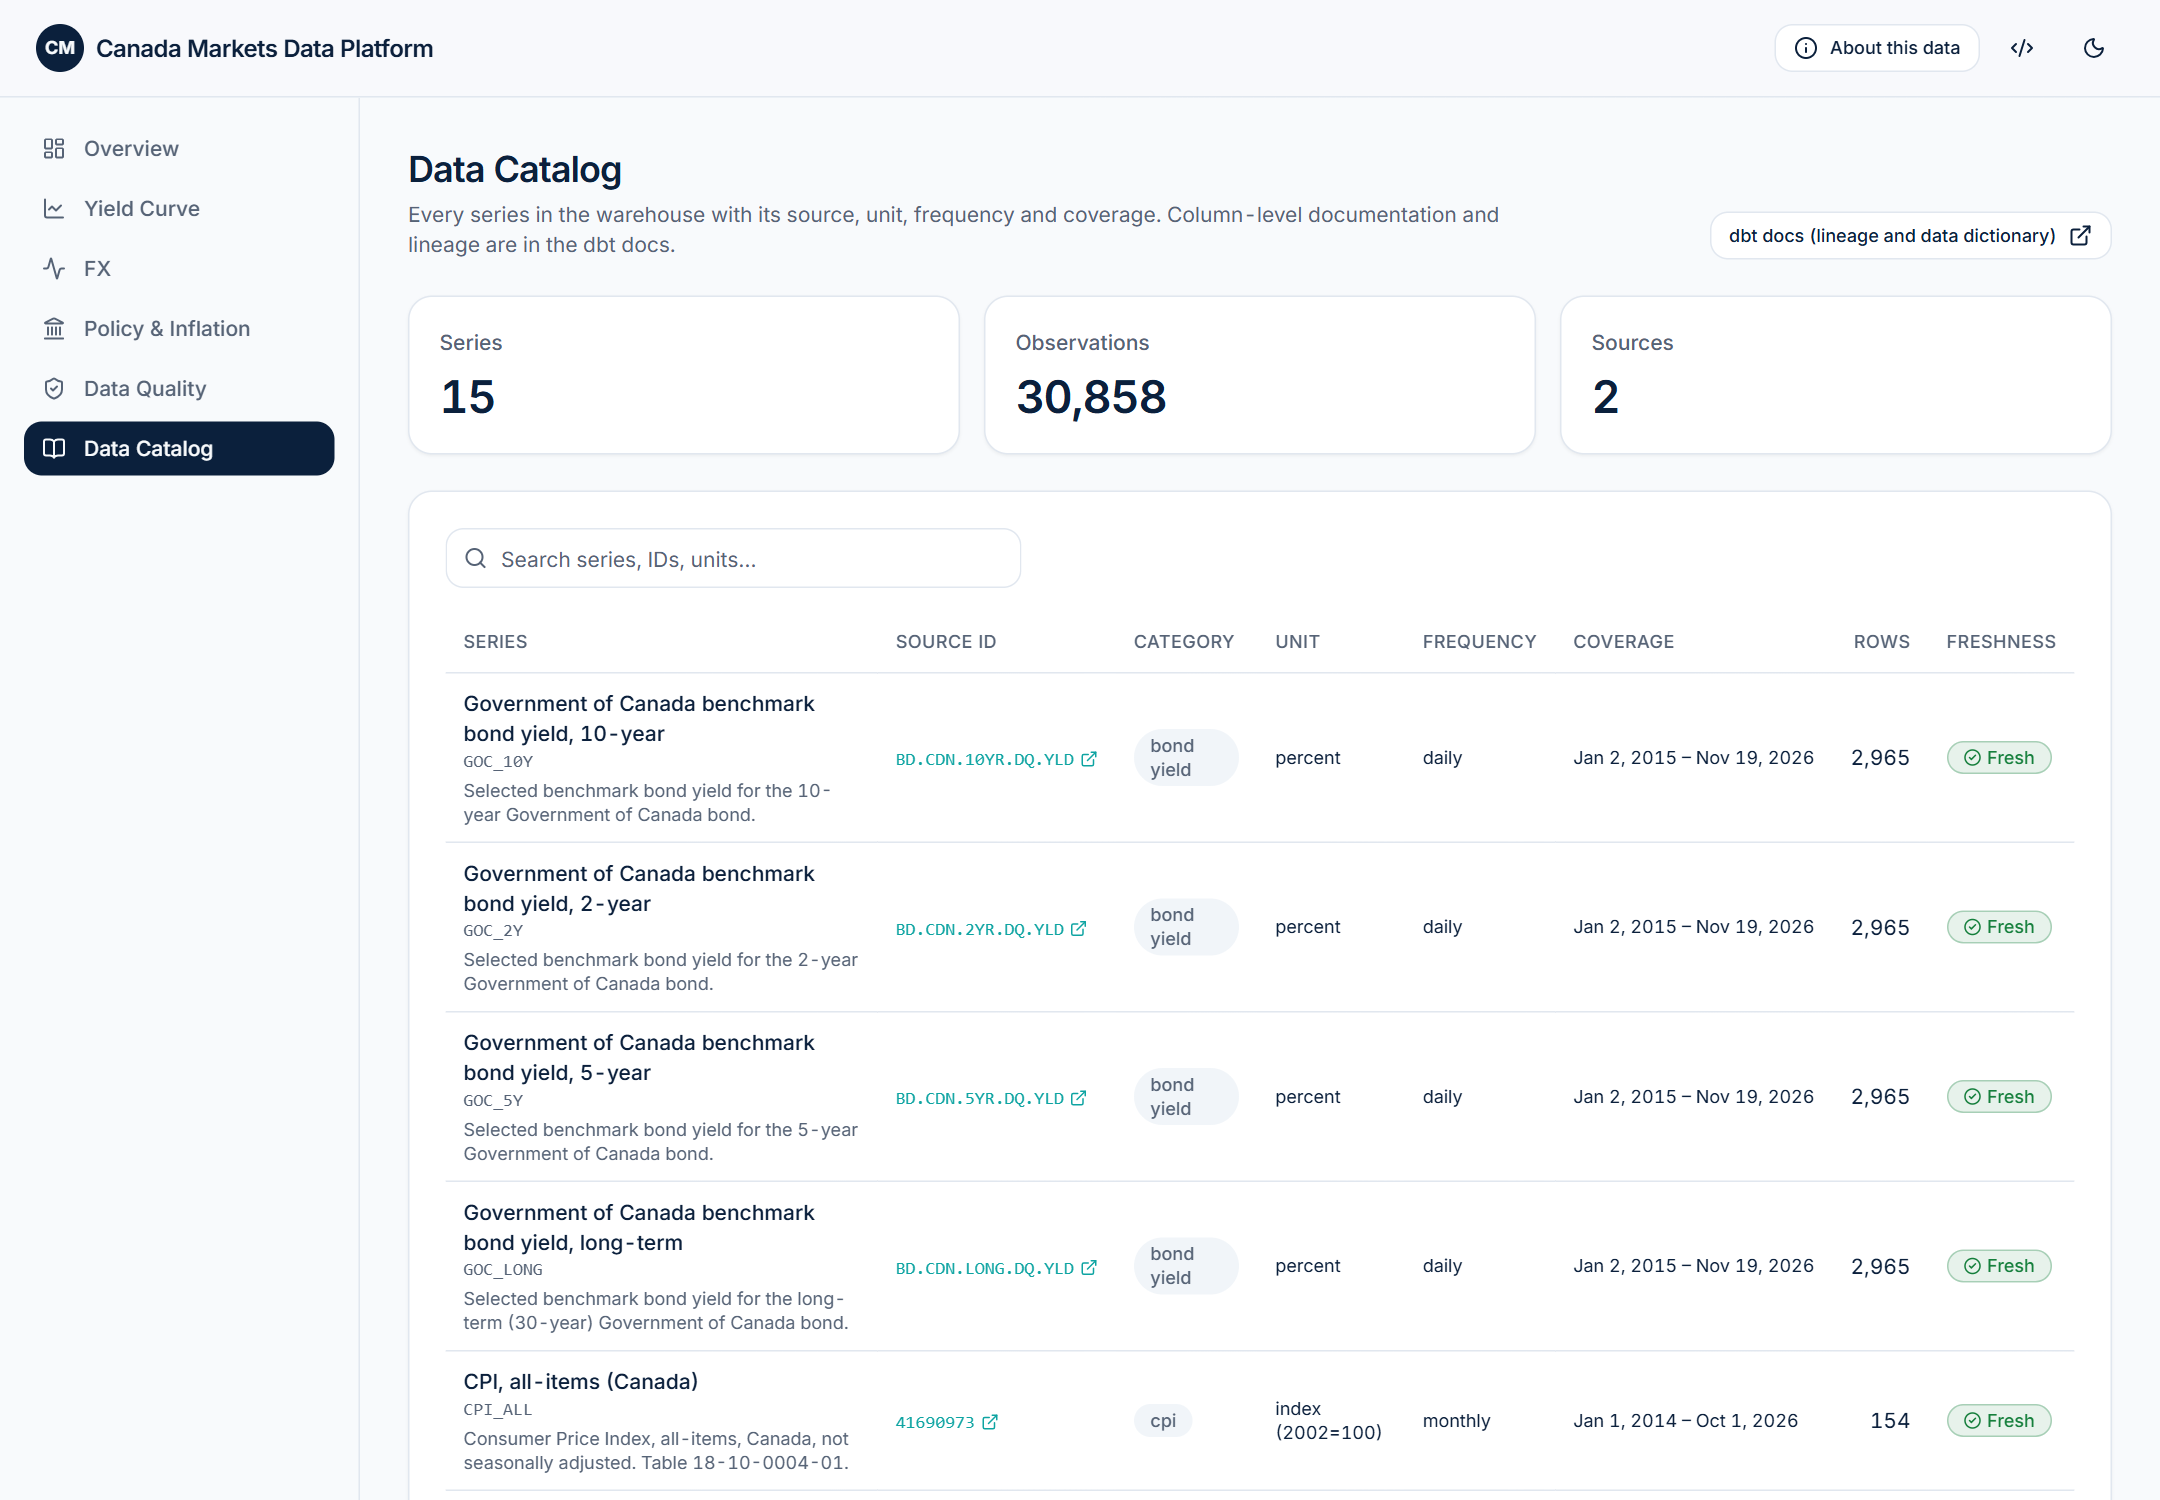 CM Canada Markets Data Platform
About this data
Overview
Yield Curve
FX
Policy & Inflation
Data Quality
Data Catalog
Data Catalog
Every series in the warehouse with its source, unit, frequency and coverage. Column-level documentation and
lineage are in the dbt docs.
dbt docs (lineage and data dictionary)
Series
15
Observations
30,858
Sources
2
Search series, IDs, units...
SERIES SOURCE ID CATEGORY UNIT FREQUENCY COVERAGE ROWS FRESHNESS
Government of Canada benchmark
bond yield, 10-year
GOC_10Y
Selected benchmark bond yield for the 10-
year Government of Canada bond.
BD.CDN.10YR.DQ.YLD
bond
yield
percent
daily
Jan 2, 2015 – Nov 19, 2026
2,965
Fresh
Government of Canada benchmark
bond yield, 2-year
GOC_2Y
Selected benchmark bond yield for the 2-year
Government of Canada bond.
BD.CDN.2YR.DQ.YLD
bond
yield
percent
daily
Jan 2, 2015 – Nov 19, 2026
2,965
Fresh
Government of Canada benchmark
bond yield, 5-year
GOC_5Y
Selected benchmark bond yield for the 5-year
Government of Canada bond.
BD.CDN.5YR.DQ.YLD
bond
yield
percent
daily
Jan 2, 2015 – Nov 19, 2026
2,965
Fresh
Government of Canada benchmark
bond yield, long-term
GOC_LONG
Selected benchmark bond yield for the long-
term (30-year) Government of Canada bond.
BD.CDN.LONG.DQ.YLD
bond
yield
percent
daily
Jan 2, 2015 – Nov 19, 2026
2,965
Fresh
CPI, all-items (Canada)
CPI_ALL
Consumer Price Index, all-items, Canada, not
seasonally adjusted. Table 18-10-0004-01.
41690973
cpi
index
(2002=100)
monthly
Jan 1, 2014 – Oct 1, 2026
154
Fresh